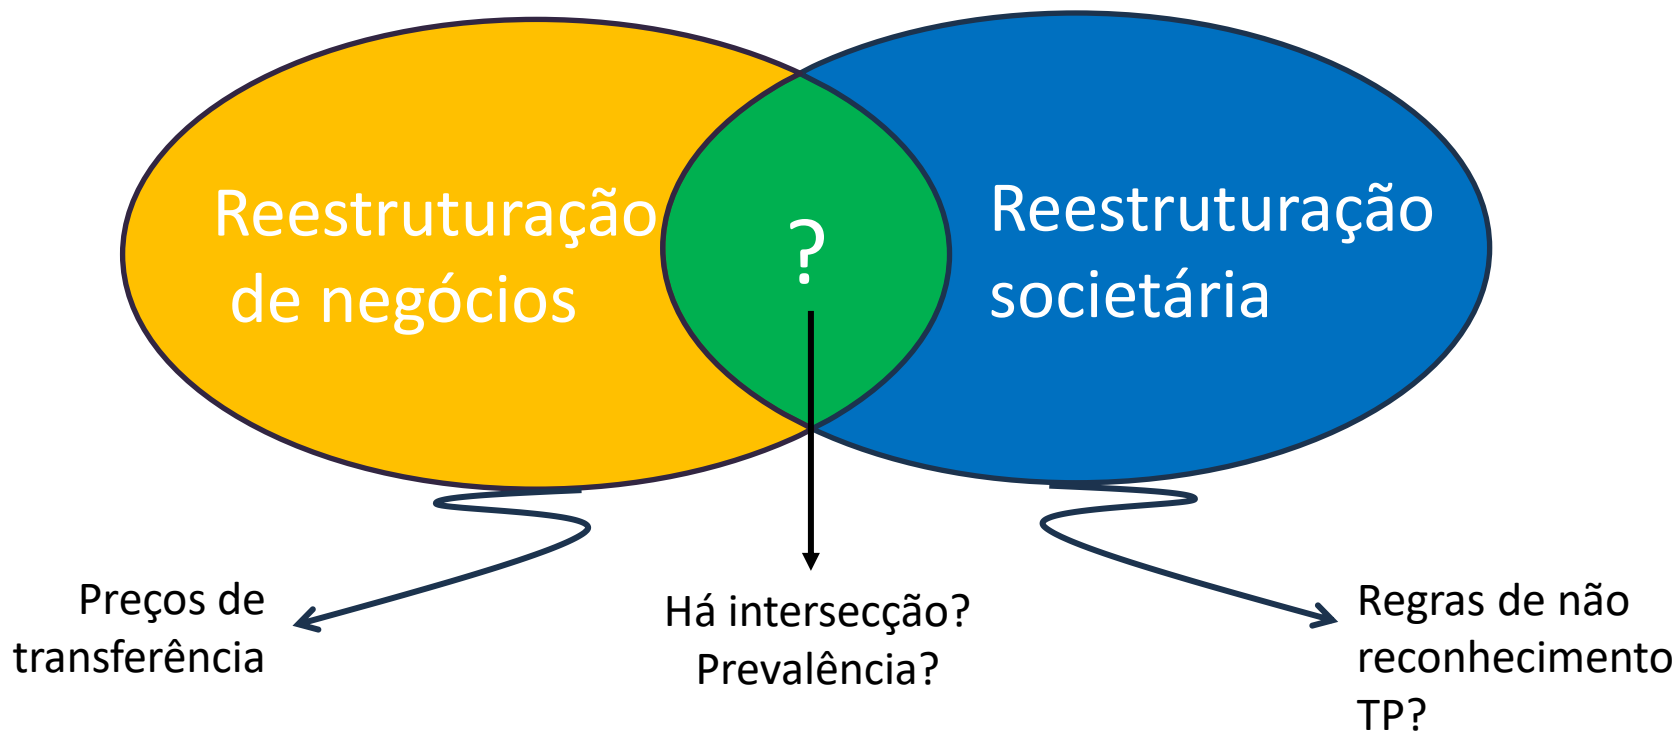 Reestruturação
de negócios
?
Reestruturação
societária
Preços de
transferência
Há intersecção?
Prevalência?
Regras de não
reconhecimento
TP?